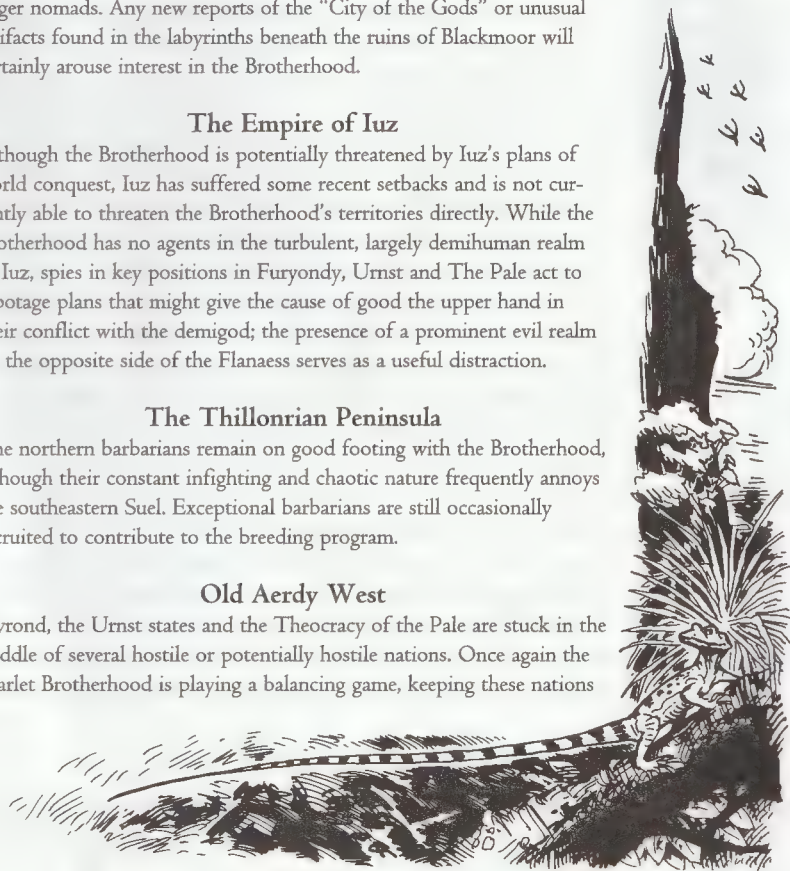 ger nomads. Any new reports of the "City of the Gods" or unusual
ifacts found in the labyrinths beneath the ruins of Blackmoor will
tainly arouse interest in the Brotherhood.
The Empire of Iuz
though the Brotherhood is potentially threatened by Iuz's plans of
rld conquest, Iuz has suffered some recent setbacks and is not cur-
ntly able to threaten the Brotherhood's territories directly. While the
otherhood has no agents in the turbulent, largely demihuman realm
Iuz, spies in key positions in Furyondy, Urnst and The Pale act to
botage plans that might give the cause of good the upper hand in
eir conflict with the demigod; the presence of a prominent evil realm
the opposite side of the Flanaess serves as a useful distraction.
The Thillonrian Peninsula
ne northern barbarians remain on good footing with the Brotherhood,
hough their constant infighting and chaotic nature frequently annoys
e southeastern Suel. Exceptional barbarians are still occasionally
cruited to contribute to the breeding program.
Old Aerdy West
yrond, the Urnst states and the Theocracy of the Pale are stuck in the
ddle of several hostile or potentially hostile nations. Once again the
arlet Brotherhood is playing a balancing game, keeping these nations